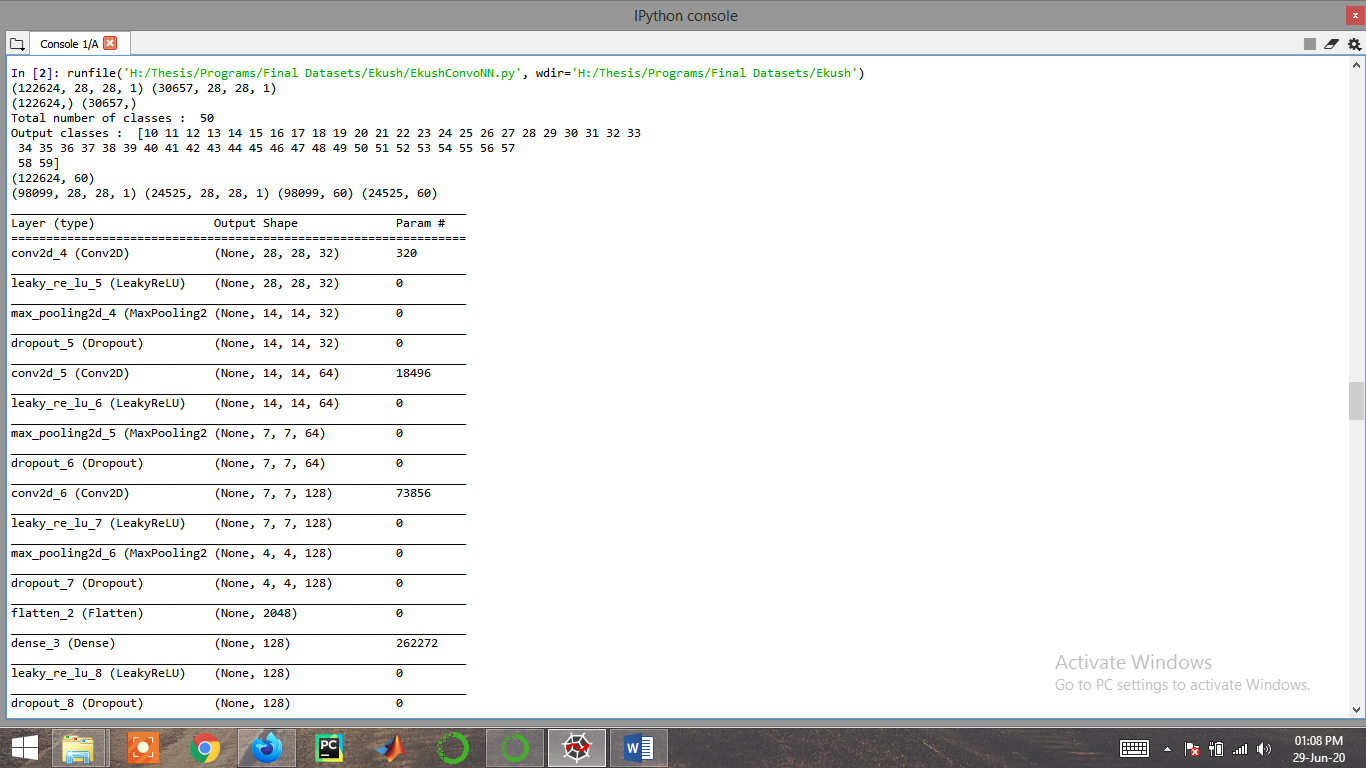 IPython console
Console 1/A
In [2]: runfile('H:/Thesis/Programs/Final Datasets/Ekush/EkushConvoNN.py', wdir='H:/Thesis/Programs/Final Datasets/Ekush')
(122624, 28, 28, 1) (30657, 28, 28, 1)
(122624,) (30657,)
Total number of classes :  50
Output classes :  [10 11 12 13 14 15 16 17 18 19 20 21 22 23 24 25 26 27 28 29 30 31 32 33
 34 35 36 37 38 39 40 41 42 43 44 45 46 47 48 49 50 51 52 53 54 55 56 57
 58 59]
(122624, 60)
(98099, 28, 28, 1) (24525, 28, 28, 1) (98099, 60) (24525, 60)
_________________________________________________________________
Layer (type)                 Output Shape              Param #
=================================================================
conv2d_4 (Conv2D)            (None, 28, 28, 32)        320
_________________________________________________________________
leaky_re_lu_5 (LeakyReLU)    (None, 28, 28, 32)        0
_________________________________________________________________
max_pooling2d_4 (MaxPooling2 (None, 14, 14, 32)        0
_________________________________________________________________
dropout_5 (Dropout)          (None, 14, 14, 32)        0
_________________________________________________________________
conv2d_5 (Conv2D)            (None, 14, 14, 64)        18496
_________________________________________________________________
leaky_re_lu_6 (LeakyReLU)    (None, 14, 14, 64)        0
_________________________________________________________________
max_pooling2d_5 (MaxPooling2 (None, 7, 7, 64)          0
_________________________________________________________________
dropout_6 (Dropout)          (None, 7, 7, 64)          0
_________________________________________________________________
conv2d_6 (Conv2D)            (None, 7, 7, 128)         73856
_________________________________________________________________
leaky_re_lu_7 (LeakyReLU)    (None, 7, 7, 128)         0
_________________________________________________________________
max_pooling2d_6 (MaxPooling2 (None, 4, 4, 128)         0
_________________________________________________________________
dropout_7 (Dropout)          (None, 4, 4, 128)         0
_________________________________________________________________
flatten_2 (Flatten)          (None, 2048)              0
_________________________________________________________________
dense_3 (Dense)              (None, 128)               262272
_________________________________________________________________
leaky_re_lu_8 (LeakyReLU)    (None, 128)               0
_________________________________________________________________
dropout_8 (Dropout)          (None, 128)               0
Activate Windows
Go to PC settings to activate Windows.
PC
W
01:08 PM
29-Jun-20